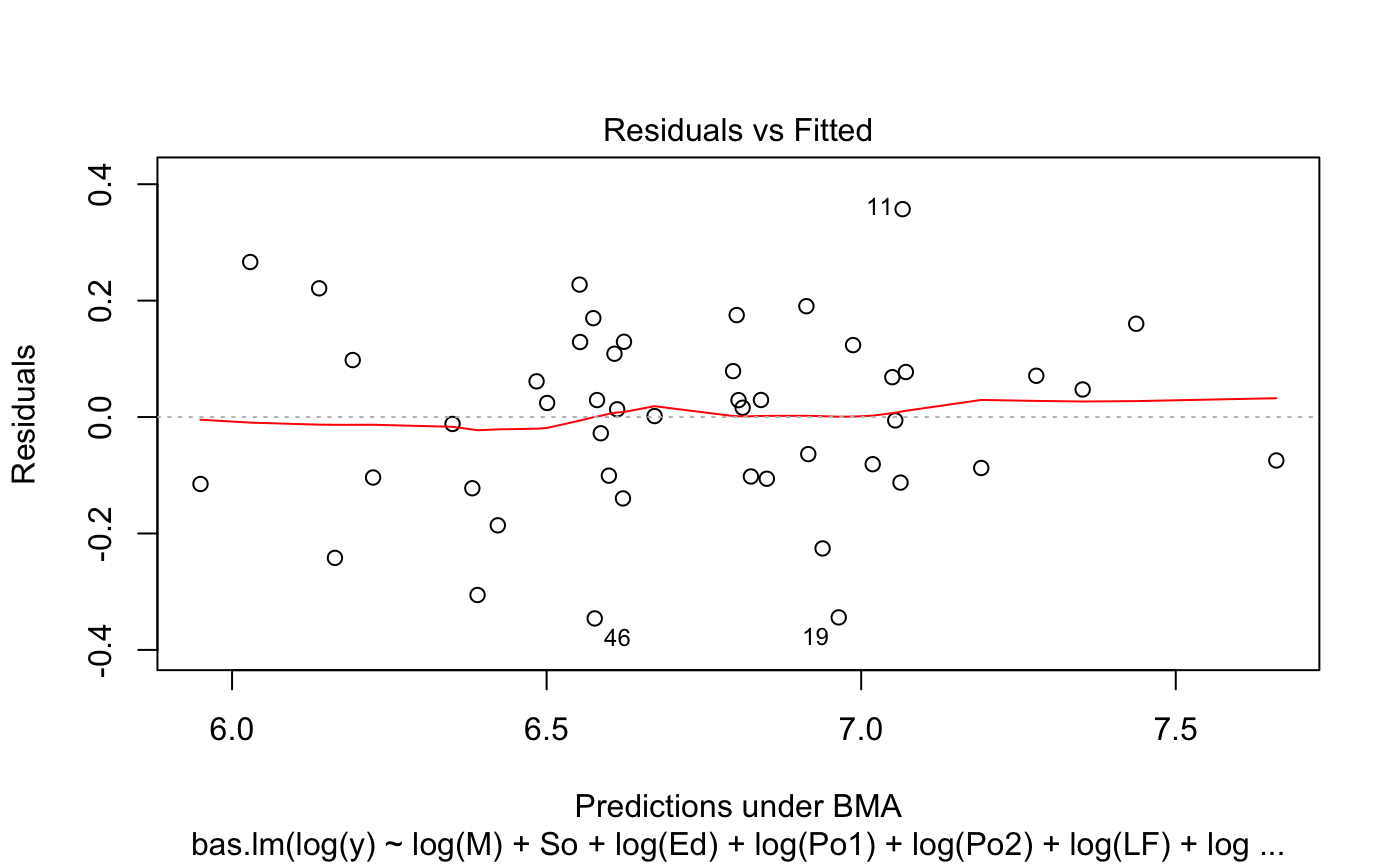 Residuals vs Fitted
Residuals
0.4
0.2
0.0
-0.2
-0.4
11
46
19
6.0 6.5 7.0 7.5
Predictions under BMA
bas.lm(log(y) ~ log(M) + So + log(Ed) + log(Po1) + log(Po2) + log(LF) + log ...